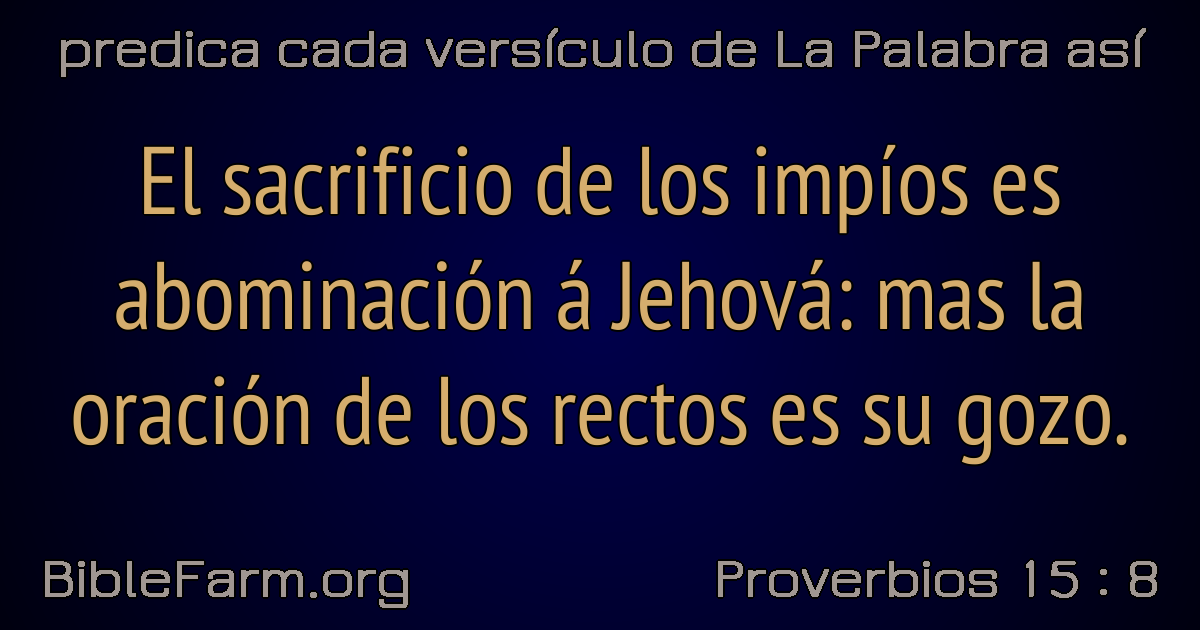 predica cada versículo de La Palabra así
El sacrificio de los impíos es
abominación á Jehová: mas la
oración de los rectos es su gozo.
BibleFarm.org
Proverbios 15 : 8